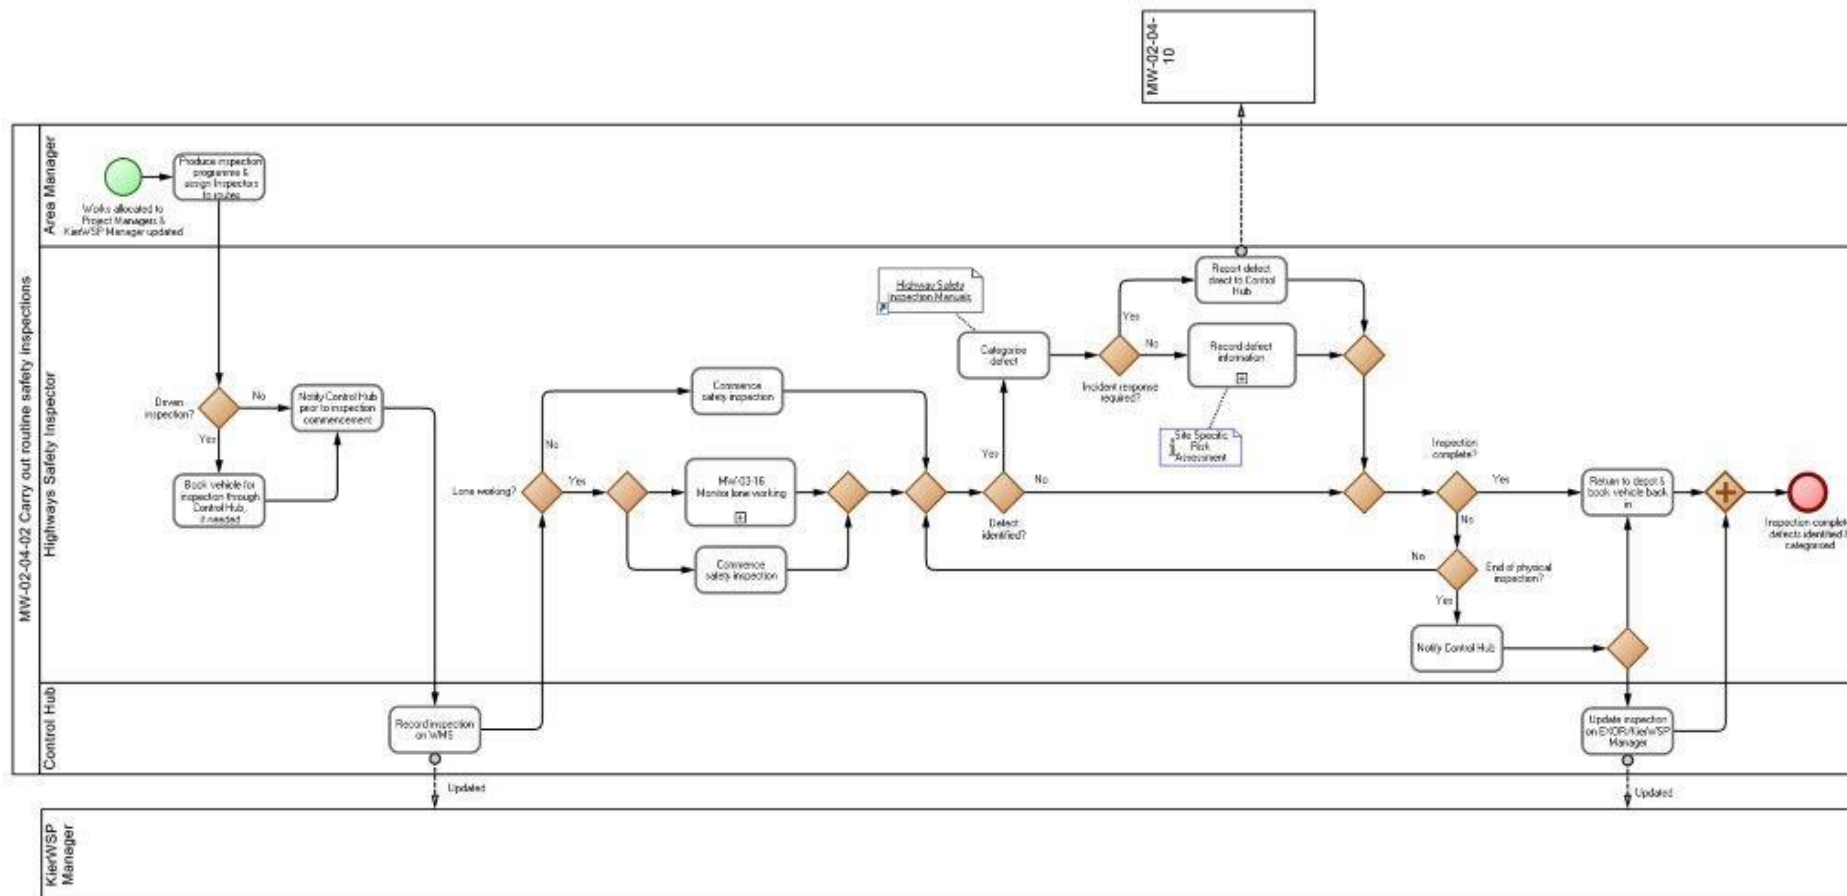 MW-02-04-
10
MW-02-04-02 Carry out routine safety inspections
Area Manager
Works allocated to
Project Managers &
KierWSP Manager updated
Produce inspection
programme &
assign Inspectors
to routes
Highways Safety Inspector
Driven
inspection?
No
Yes
Notify Control Hub
prior to inspection
commencement
Book vehicle for
inspection through
Control Hub,
if needed
Lone working?
No
Yes
Commence
safety inspection
MW-03-16
Monitor lone working
Commence
safety inspection
Highway Safety
Inspection Manuals
Categorise
defect
Yes
No
Defect
identified?
Incident response
required?
Yes
No
Report defect
direct to Control
Hub
Record defect
information
Site Specific
Risk
Assessment
Inspection
complete?
Yes
No
End of physical
inspection?
No
Yes
Notify Control Hub
Return to depot &
book vehicle back
in
Inspection complet
defects identified
categorised
Control Hub
Record inspection
on WMS
Updated
Update inspection
on EXOR/KierWSP
Manager
Updated
KierWSP
Manager